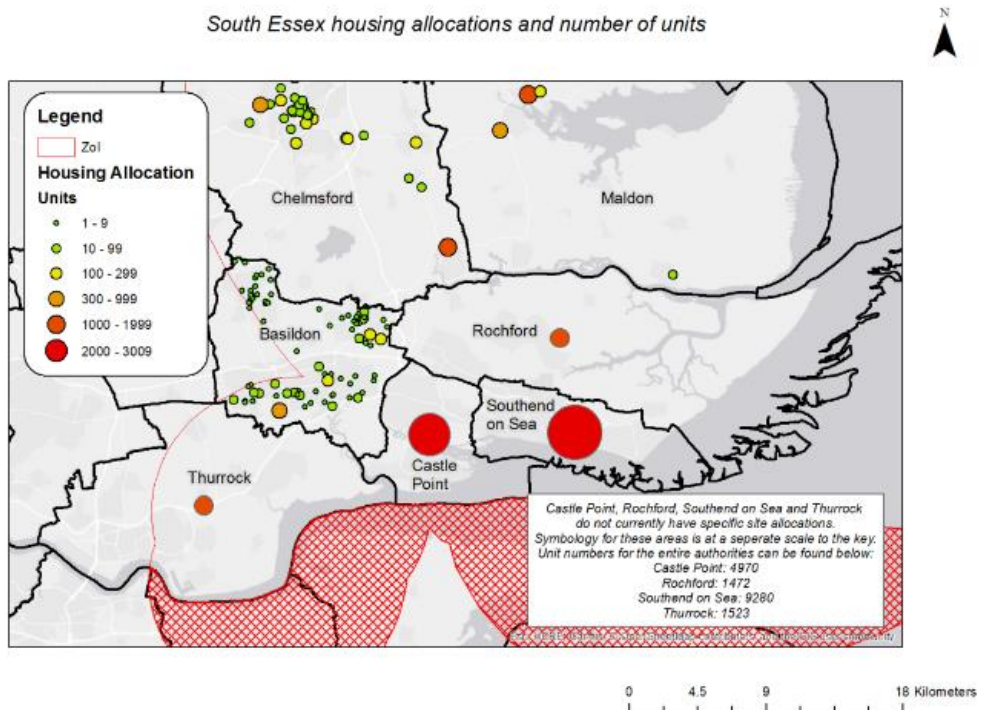 South Essex housing allocations and number of units
N
Legend
ZoI
Housing Allocation
Units
1 - 9
10 - 99
100 - 299
300 - 999
1000 - 1999
2000 - 3009
Chelmsford
Maldon
Basildon
Rochford
Southend
on Sea
Castle
Point
Thurrock
Castle Point, Rochford, Southend on Sea and Thurrock
do not currently have specific site allocations.
Symbology for these areas is at a seperate scale to the key.
Unit numbers for the entire authorities can be found below:
Castle Point: 4970
Rochford: 1472
Southend on Sea: 9280
Thurrock: 1523
0 4.5 9 18 Kilometers